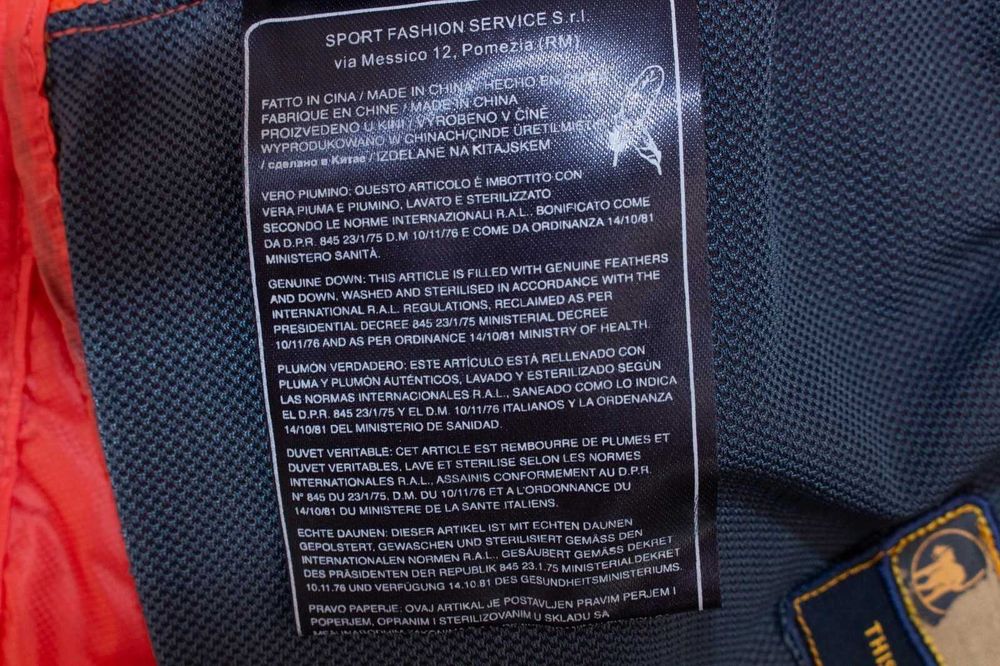 SPORT FASHION SERVICE S.r.l.
via Messico 12, Pomezia (RM)
FATTO IN CINA / MADE IN CHINA / HECHO EN
FABRIQUE EN CHINE / MADE IN CHINA
PROIZVEDENO U KINI / VYROBENO V ČÍNĚ
WYPRODUKOWANO W CHINACH/ÇINDE ÜRETILMIŞTIR
/ сделано в Китае / IZDELANE NA KITAJSKEM
VERO PIUMINO: QUESTO ARTICOLO È IMBOTTITO CON
VERA PIUMA E PIUMINO, LAVATO E STERILIZZATO
SECONDO LE NORME INTERNAZIONALI R.A.L., BONIFICATO COME
DA D.P.R. 845 23/1/75 D.M 10/11/76 E COME DA ORDINANZA 14/10/81
MINISTERO SANITÀ.
GENUINE DOWN: THIS ARTICLE IS FILLED WITH GENUINE FEATHERS
AND DOWN, WASHED AND STERILISED IN ACCORDANCE WITH THE
INTERNATIONAL R.A.L. REGULATIONS, RECLAIMED AS PER
PRESIDENTIAL DECREE 845 23/1/75 MINISTERIAL DECREE
10/11/76 AND AS PER ORDINANCE 14/10/81 MINISTRY OF HEALTH.
PLUMÓN VERDADERO: ESTE ARTÍCULO ESTÁ RELLENADO CON
PLUMA Y PLUMÓN AUTÉNTICOS, LAVADO Y ESTERILIZADO SEGÚN
LAS NORMAS INTERNACIONALES R.A.L., SANEADO COMO LO INDICA
EL D.P.R. 845 23/1/75 Y EL D.M. 10/11/76 ITALIANOS Y LA ORDENANZA
14/10/81 DEL MINISTERIO DE SANIDAD.
DUVET VERITABLE: CET ARTICLE EST REMBOURRE DE PLUMES ET
DUVET VERITABLES, LAVE ET STERILISE SELON LES NORMES
INTERNATIONALES R.A.L., ASSAINIS CONFORMEMENT AU D.P.R.
N° 845 DU 23/1/75, D.M. DU 10/11/76 ET A L'ORDONNANCE DU
14/10/81 DU MINISTERE DE LA SANTE ITALIENS.
ECHTE DAUNEN: DIESER ARTIKEL IST MIT ECHTEN DAUNEN
GEPOLSTERT, GEWASCHEN UND STERILISIERT GEMÄSS DEN
INTERNATIONALEN NORMEN R.A.L., GESÄUBERT GEMÄSS DEKRET
DES PRÄSIDENTEN DER REPUBLIK 845 23.1.75 MINISTERIALDEKRET
10.11.76 UND VERFÜGUNG 14.10.81 DES GESUNDHEITSMINISTERIUMS.
PRAVO PAPERJE: OVAJ ARTIKAL JE POSTAVLJEN PRAVIM PERJEM I
POPERJEM, OPRANIM I STERILIZOVANIM U SKLADU SA